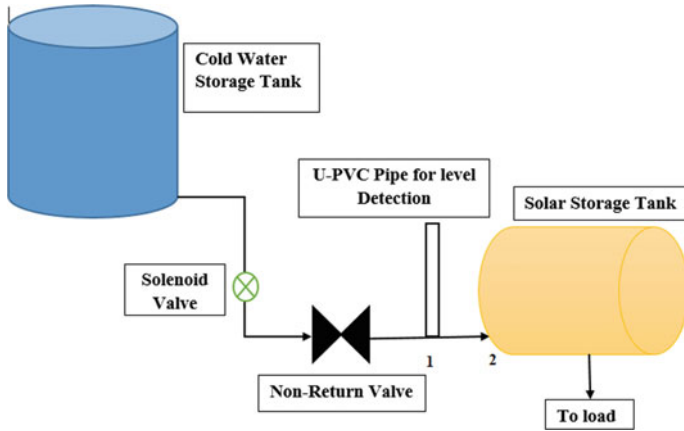 Cold Water
Storage Tank
U-PVC Pipe for level
Detection
Solar Storage Tank
Solenoid
Valve
1
2
Non-Return Valve
To load